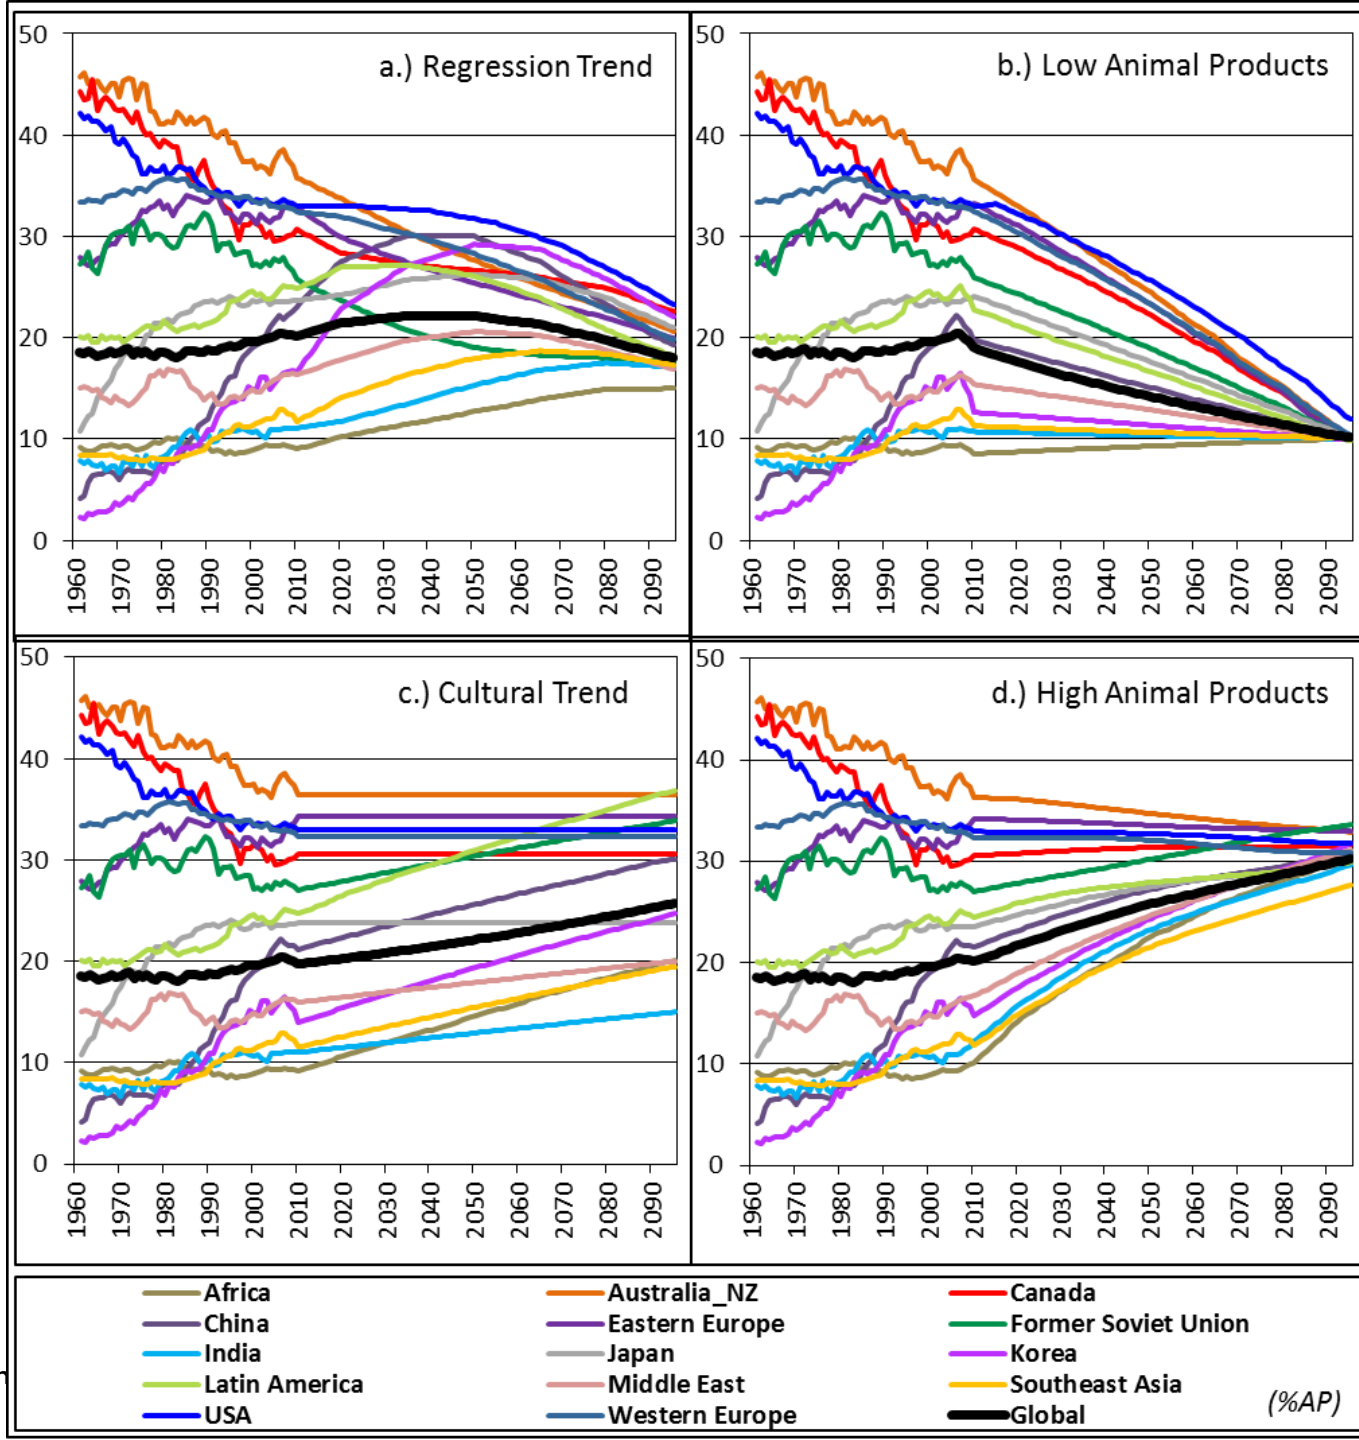 a.) Regression Trend
50
40
30
20
10
0
1960 1970 1980 1990 2000 2010 2020 2030 2040 2050 2060 2070 2080 2090
b.) Low Animal Products
50
40
30
20
10
0
1960 1970 1980 1990 2000 2010 2020 2030 2040 2050 2060 2070 2080 2090
c.) Cultural Trend
50
40
30
20
10
0
1960 1970 1980 1990 2000 2010 2020 2030 2040 2050 2060 2070 2080 2090
d.) High Animal Products
50
40
30
20
10
0
1960 1970 1980 1990 2000 2010 2020 2030 2040 2050 2060 2070 2080 2090
Africa Australia_NZ Canada
China Eastern Europe Former Soviet Union
India Japan Korea
Latin America Middle East Southeast Asia
USA Western Europe Global
(%AP)